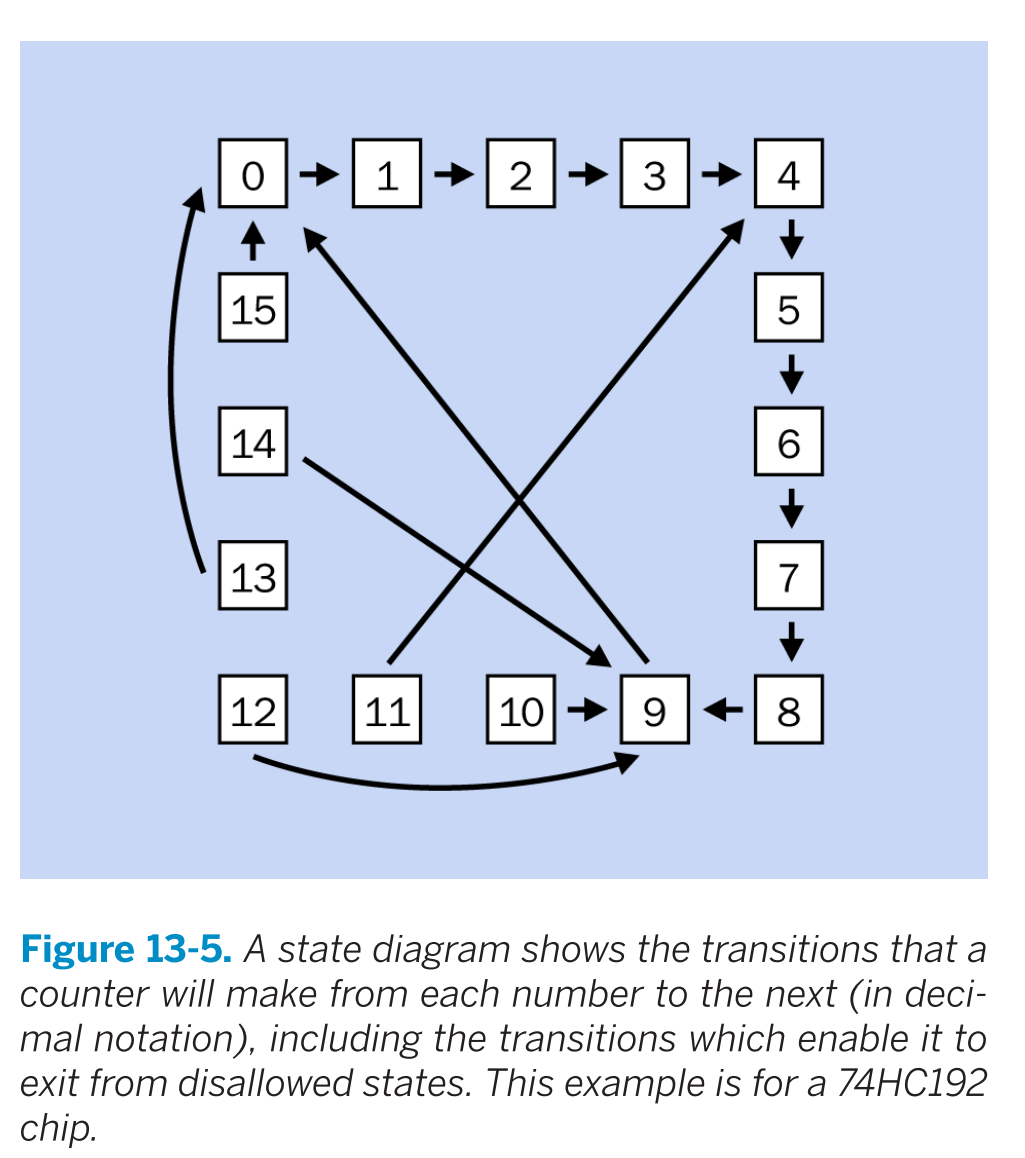 0 1 2 3 4
15 5
14 6
13 7
12 11 10 9 8
Figure 13-5. A state diagram shows the transitions that a
counter will make from each number to the next (in deci-
mal notation), including the transitions which enable it to
exit from disallowed states. This example is for a 74HC192
chip.